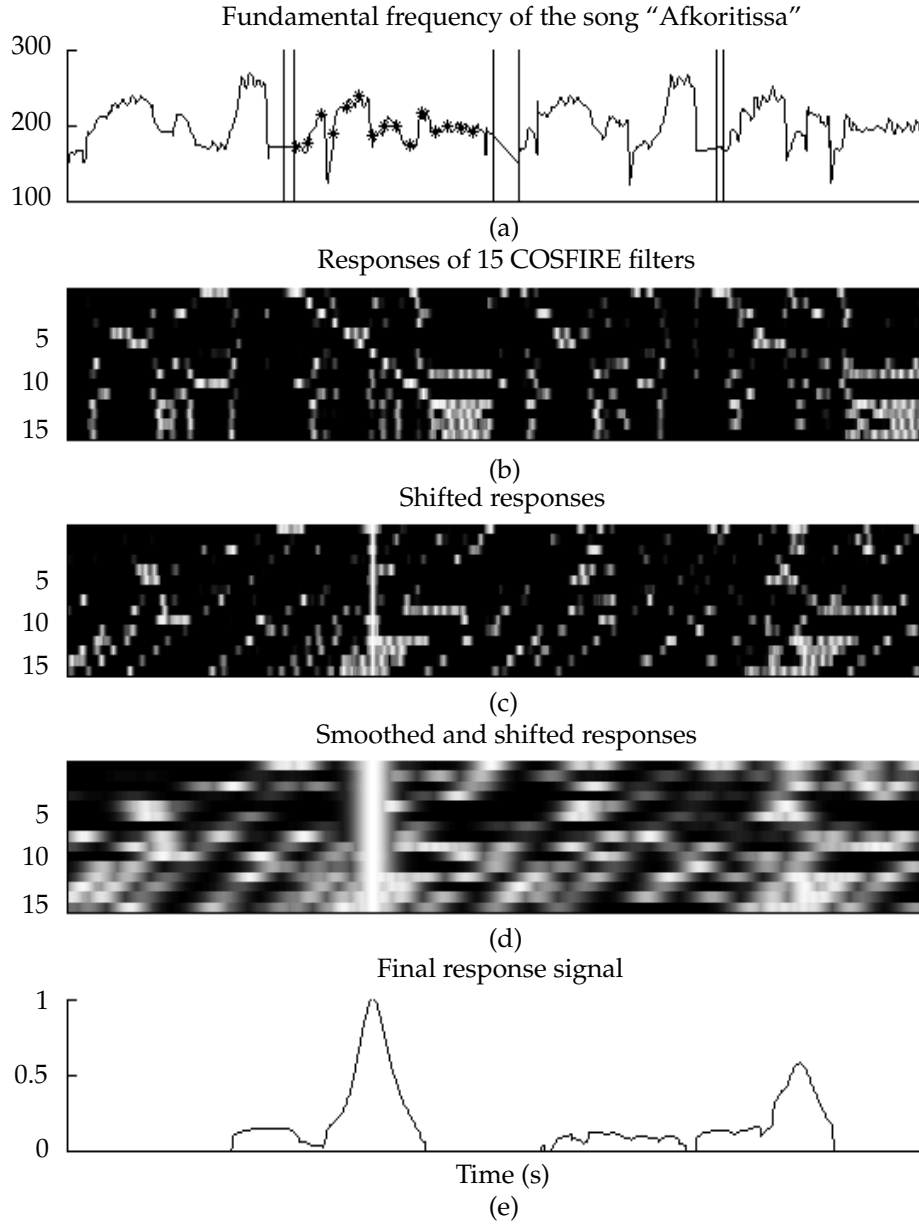 Fundamental frequency of the song “Afkoritissa”
300
200
100
(a)
Responses of 15 COSFIRE filters
5
10
15
(b)
Shifted responses
5
10
15
(c)
Smoothed and shifted responses
5
10
15
(d)
Final response signal
1
0.5
0
Time (s)
(e)